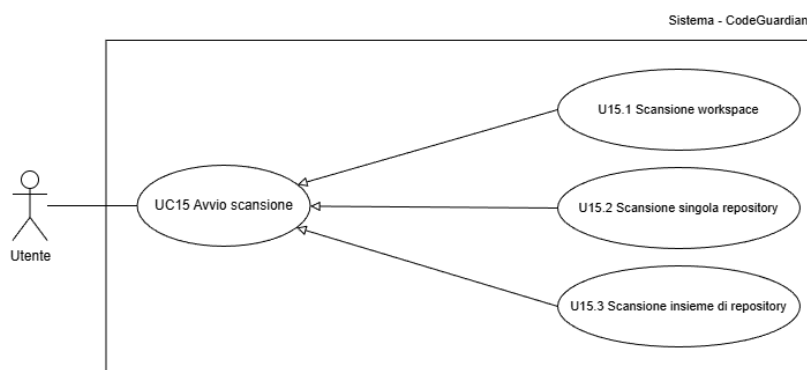 Sistema - CodeGuardian
U15.1 Scansione workspace
UC15 Avvio scansione
U15.2 Scansione singola repository
Utente
U15.3 Scansione insieme di repository